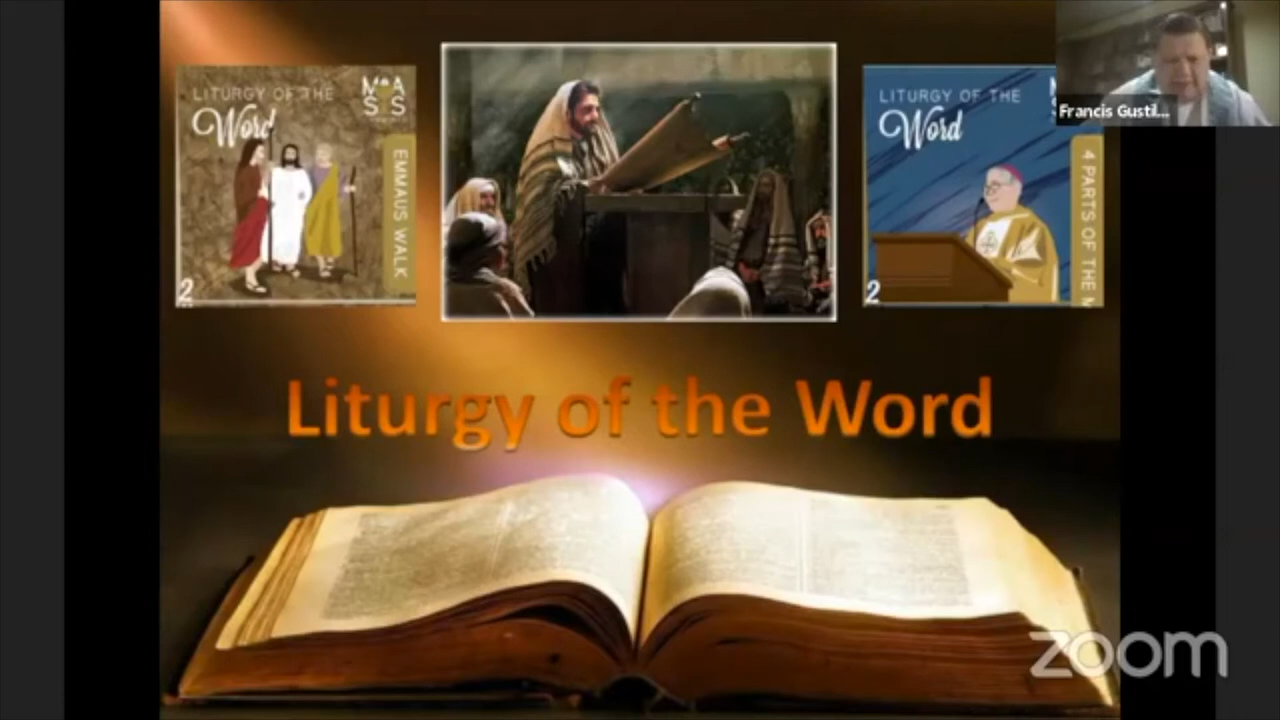 LITURGY OF THE
Word
MASS
EMMAUS WALK
2
LITURGY OF THE
Word
4 PARTS OF THE M
2
Francis Gustil...
Liturgy of the Word
zoom